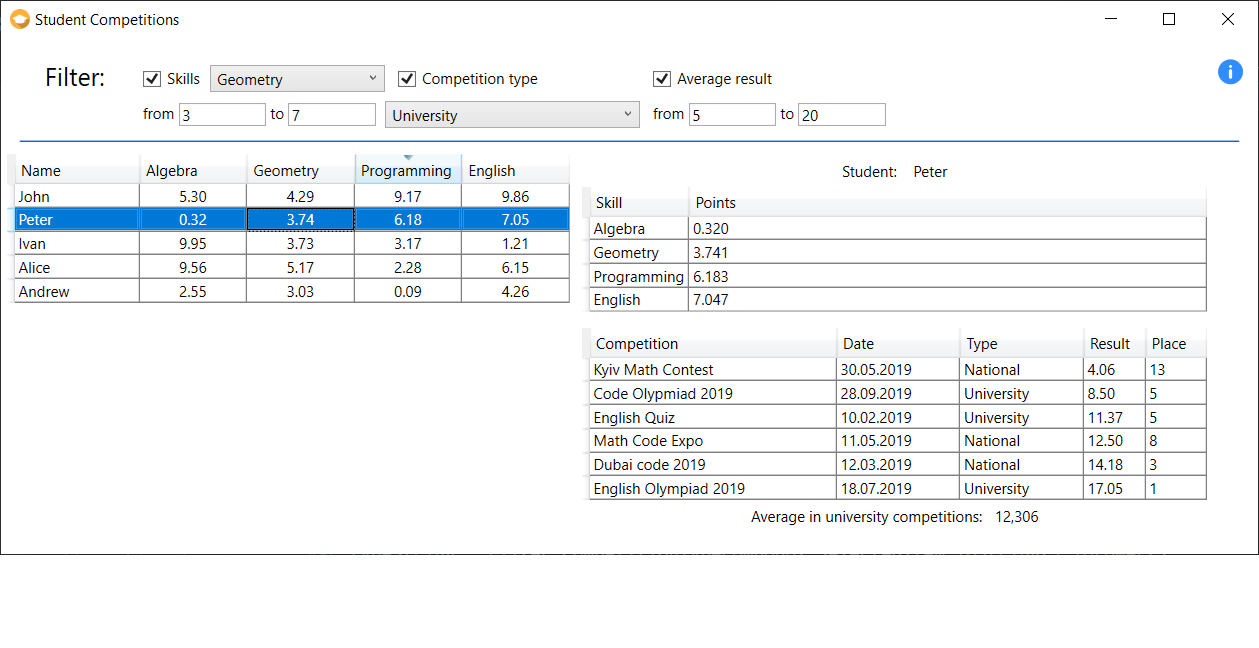 Student Competitions
Filter:
Skills Geometry Competition type Average result
from 3 to 7 University from 5 to 20
Name Algebra Geometry Programming English
John 5.30 4.29 9.17 9.86
Peter 0.32 3.74 6.18 7.05
Ivan 9.95 3.73 3.17 1.21
Alice 9.56 5.17 2.28 6.15
Andrew 2.55 3.03 0.09 4.26
Student: Peter
Skill Points
Algebra 0.320
Geometry 3.741
Programming 6.183
English 7.047
Competition Date Type Result Place
Kyiv Math Contest 30.05.2019 National 4.06 13
Code Olypmiad 2019 28.09.2019 University 8.50 5
English Quiz 10.02.2019 University 11.37 5
Math Code Expo 11.05.2019 National 12.50 8
Dubai code 2019 12.03.2019 National 14.18 3
English Olympiad 2019 18.07.2019 University 17.05 1
Average in university competitions: 12,306